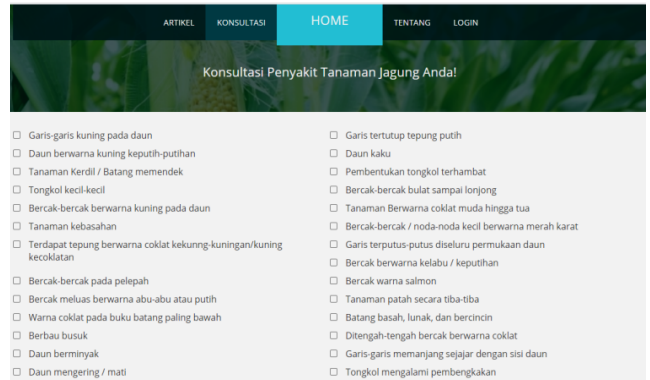 ARTIKEL KONSULTASI HOME TENTANG LOGIN
Konsultasi Penyakit Tanaman Jagung Anda!
Garis-garis kuning pada daun
Daun berwarna kuning keputih-putihan
Tanaman Kerdil / Batang memendek
Tongkol kecil-kecil
Bercak-bercak berwarna kuning pada daun
Tanaman kebasahan
Terdapat tepung berwarna coklat kekunng-kuningan/kuning
kecoklatan
Bercak-bercak pada pelepah
Bercak meluas berwarna abu-abu atau putih
Warna coklat pada buku batang paling bawah
Berbau busuk
Daun berminyak
Daun mengering / mati
Garis tertutup tepung putih
Daun kaku
Pembentukan tongkol terhambat
Bercak-bercak bulat sampai lonjong
Tanaman Berwarna coklat muda hingga tua
Bercak-bercak / noda-noda kecil berwarna merah karat
Garis terputus-putus diseluru permukaan daun
Bercak berwarna kelabu / keputihan
Bercak warna salmon
Tanaman patah secara tiba-tiba
Batang basah, lunak, dan bercincin
Ditengah-tengah bercak berwarna coklat
Garis-garis memanjang sejajar dengan sisi daun
Tongkol mengalami pembengkakan